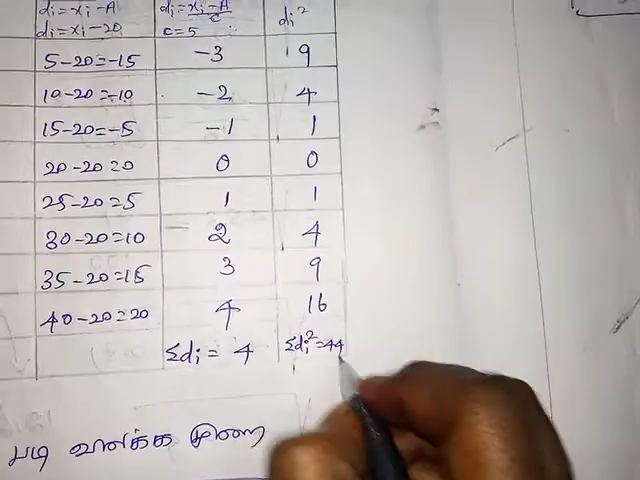 di=xi-A di=xi-A/c di²
di=xi-20 c=5
5-20=-15 -3 9
10-20=-10 -2 4
15-20=-5 -1 1
20-20=0 0 0
25-20=5 1 1
30-20=10 2 4
35-20=15 3 9
40-20=20 4 16
Σdi = 4 Σdi²=44
படி